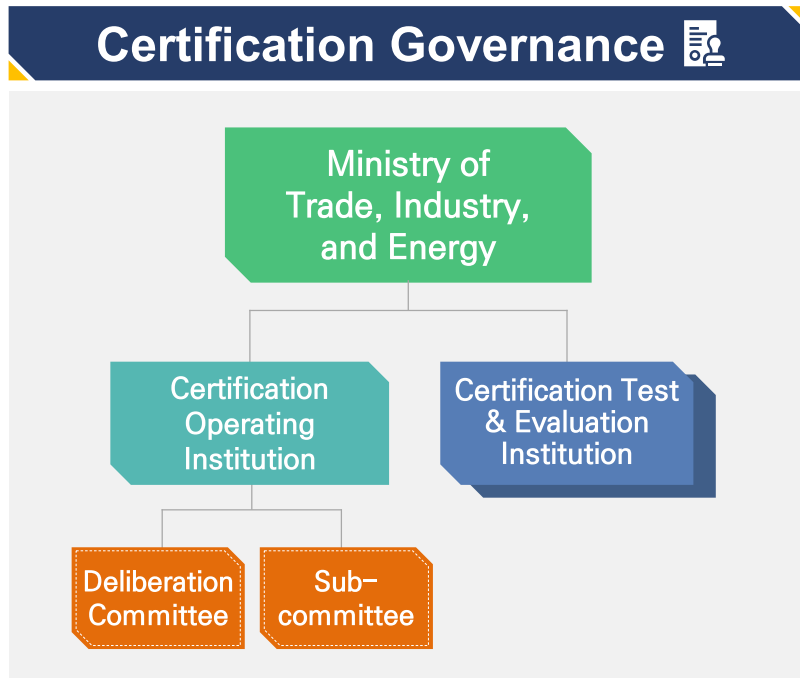 Certification Governance
Ministry of
Trade, Industry,
and Energy
Certification
Operating
Institution
Certification Test
& Evaluation
Institution
Deliberation
Committee
Sub-
committee